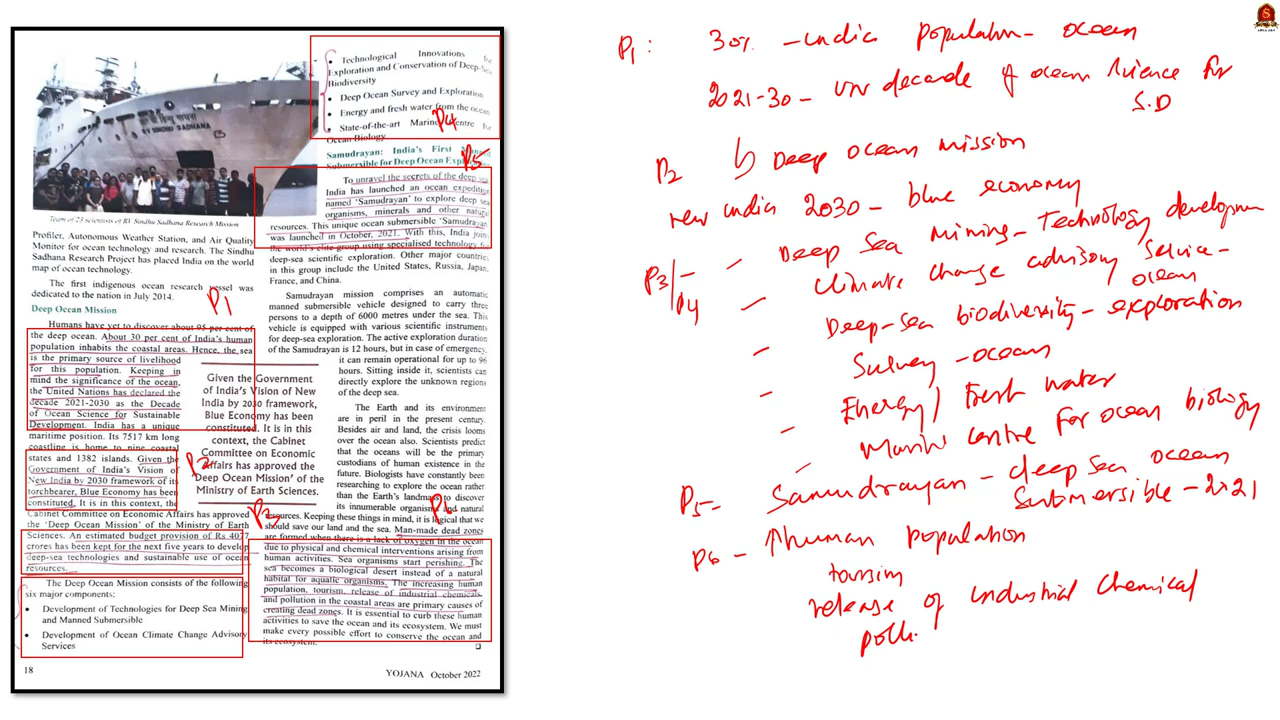 • Technological Innovations for
Exploration and Conservation of Deep-Sea
Biodiversity
• Deep Ocean Survey and Exploration
• Energy and fresh water from the ocean
• State-of-the-art Marine Centre for
Ocean Biology
P4
Samudrayan: India's First Manned
Submersible for Deep Ocean Exploration
P5
To unravel the secrets of the deep sea
India has launched an ocean expedition
named 'Samudrayan' to explore deep sea
organisms, minerals and other natural
resources. This unique ocean submersible 'Samudrayan'
was launched in October, 2021. With this, India joins
the world's elite group using specialised technology for
deep-sea scientific exploration. Other major countries
in this group include the United States, Russia, Japan,
France, and China.
Samudrayan mission comprises an automatic
manned submersible vehicle designed to carry three
persons to a depth of 6000 metres under the sea. This
vehicle is equipped with various scientific instruments
for deep-sea exploration. The active exploration duration
of the Samudrayan is 12 hours, but in case of emergency,
it can remain operational for up to 96
hours. Sitting inside it, scientists can
directly explore the unknown regions
of the deep sea.
The Earth and its environment
are in peril in the present century.
Besides air and land, the crisis looms
over the ocean also. Scientists predict
that the oceans will be the primary
custodians of human existence in the
future. Biologists have constantly been
researching to explore the ocean rather
than the Earth's landmass to discover
its innumerable organisms and natural
resources. Keeping these things in mind, it is logical that we
should save our land and the sea. Man-made dead zones
are formed when there is a lack of oxygen in the ocean
due to physical and chemical interventions arising from
human activities. Sea organisms start perishing. The
sea becomes a biological desert instead of a natural
habitat for aquatic organisms. The increasing human
population, tourism, release of industrial chemicals,
and pollution in the coastal areas are primary causes of
creating dead zones. It is essential to curb these human
activities to save the ocean and its ecosystem. We must
make every possible effort to conserve the ocean and
its ecosystem.
P6
RV SINDHU SADHANA
Team of 23 scientists of RV Sindhu Sadhana Research Mission
Profiler, Autonomous Weather Station, and Air Quality
Monitor for ocean technology and research. The Sindhu
Sadhana Research Project has placed India on the world
map of ocean technology.
The first indigenous ocean research vessel was
dedicated to the nation in July 2014.
P1
Deep Ocean Mission
Humans have yet to discover about 95 per cent of
the deep ocean. About 30 per cent of India's human
population inhabits the coastal areas. Hence, the sea
is the primary source of livelihood
for this population. Keeping in
mind the significance of the ocean,
the United Nations has declared the
decade 2021-2030 as the Decade
of Ocean Science for Sustainable
Development. India has a unique
maritime position. Its 7517 km long
coastline is home to nine coastal
states and 1382 islands. Given the
Government of India's Vision of
New India by 2030 framework of its
torchbearer, Blue Economy has been
constituted. It is in this context, the
Cabinet Committee on Economic Affairs has approved
the 'Deep Ocean Mission' of the Ministry of Earth
Sciences. An estimated budget provision of Rs 4077
crores has been kept for the next five years to develop
deep-sea technologies and sustainable use of ocean
resources.
P2
P3
The Deep Ocean Mission consists of the following
six major components:
• Development of Technologies for Deep Sea Mining
and Manned Submersible
• Development of Ocean Climate Change Advisory
Services
Given the Government
of India's Vision of New
India by 2030 framework,
Blue Economy has been
constituted. It is in this
context, the Cabinet
Committee on Economic
Affairs has approved the
'Deep Ocean Mission' of the
Ministry of Earth Sciences.
18
YOJANA October 2022
P1: 30% - India population - ocean
2021-30 - UN decade of ocean science for
S.D
P2 ↳ Deep ocean mission
new india 2030 - blue economy
P3/P4 - Deep Sea Mining - Technology developmen
Climate change advisory service -
ocean
Deep-sea biodiversity - exploration
Survey - ocean
Energy / Fresh water
Marine centre for ocean biology
P5 - Samudrayan - deep sea ocean
Submersible - 2021
P6 - ↑ human population
tourism
release of industrial chemical
polln.